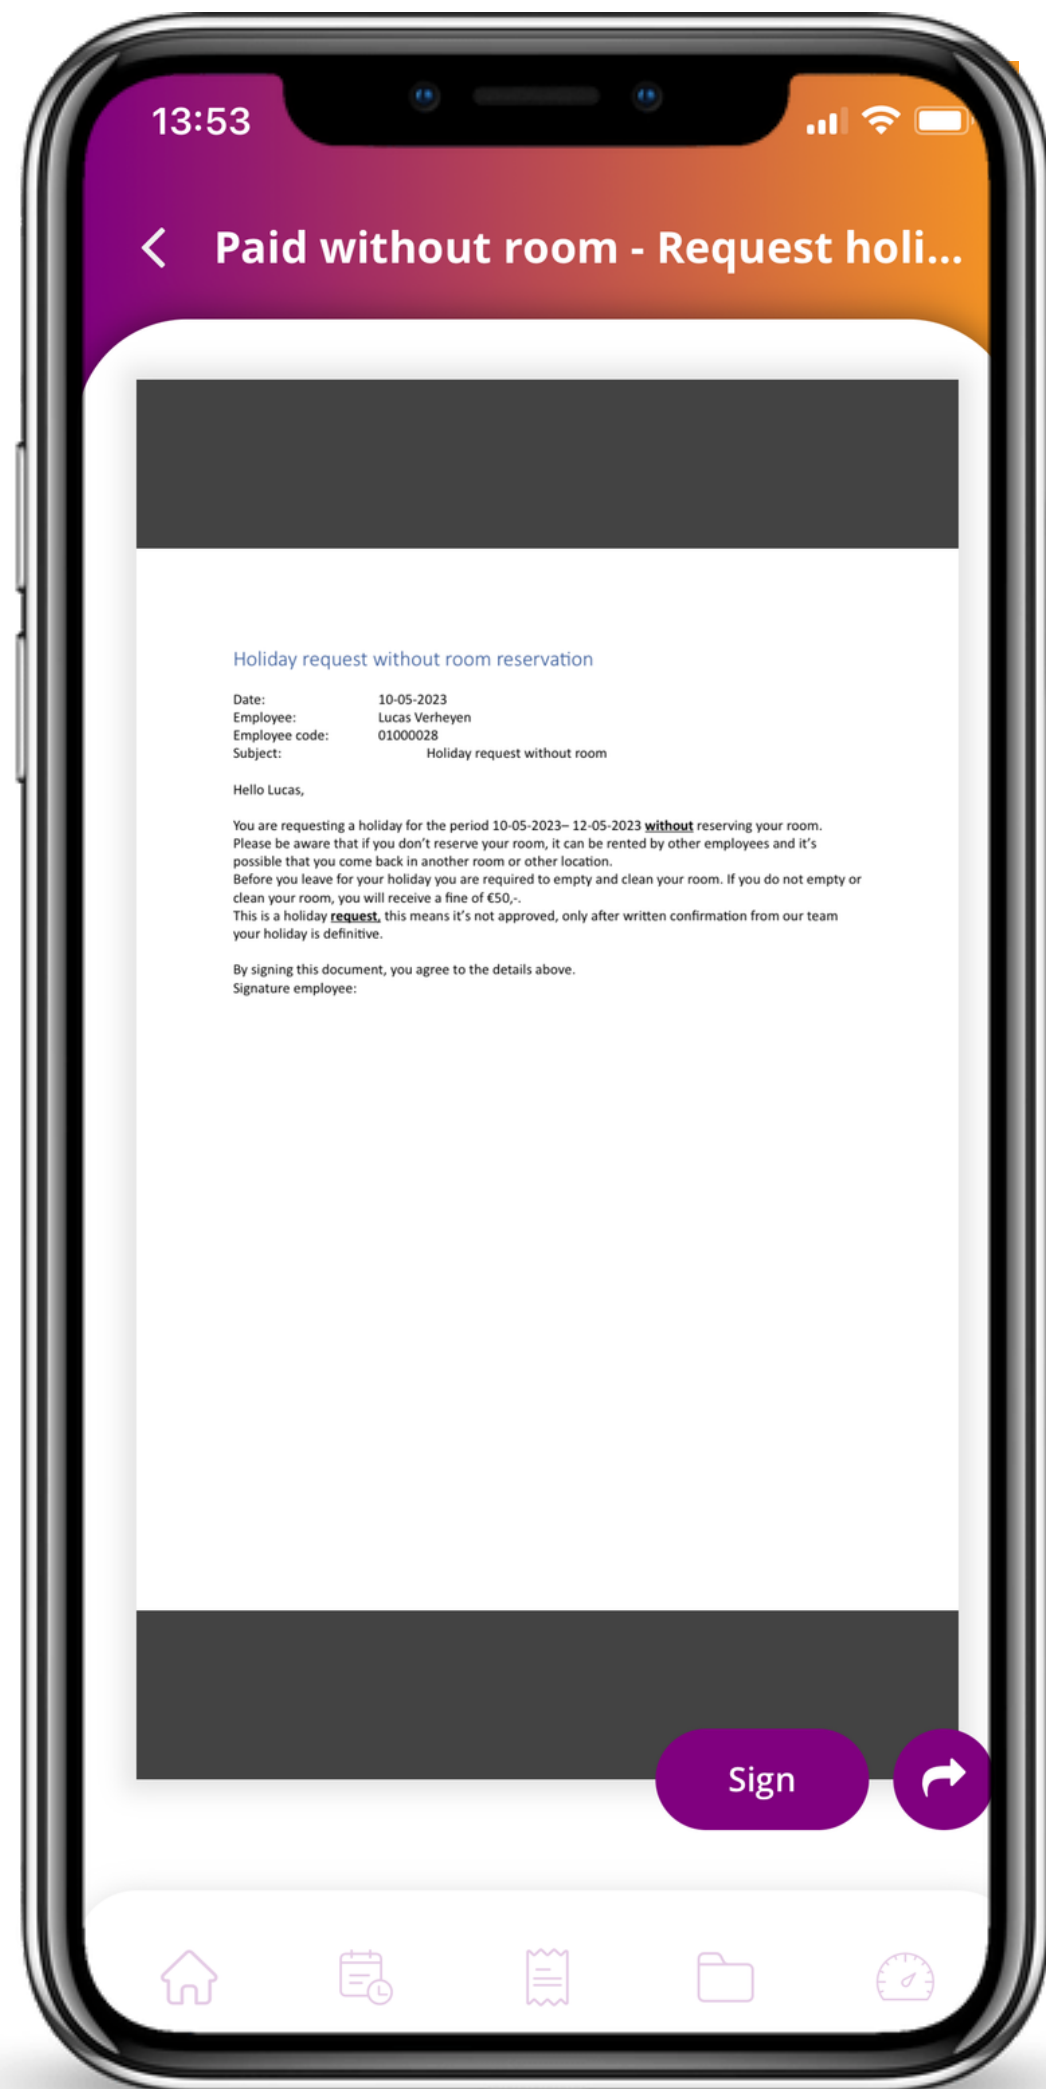 13:53
Paid without room - Request holi...
Holiday request without room reservation
Date: 10-05-2023
Employee: Lucas Verheyen
Employee code: 01000028
Subject: Holiday request without room
Hello Lucas,
You are requesting a holiday for the period 10-05-2023– 12-05-2023 without reserving your room.
Please be aware that if you don't reserve your room, it can be rented by other employees and it's
possible that you come back in another room or other location.
Before you leave for your holiday you are required to empty and clean your room. If you do not empty or
clean your room, you will receive a fine of €50,-.
This is a holiday request, this means it's not approved, only after written confirmation from our team
your holiday is definitive.
By signing this document, you agree to the details above.
Signature employee:
Sign